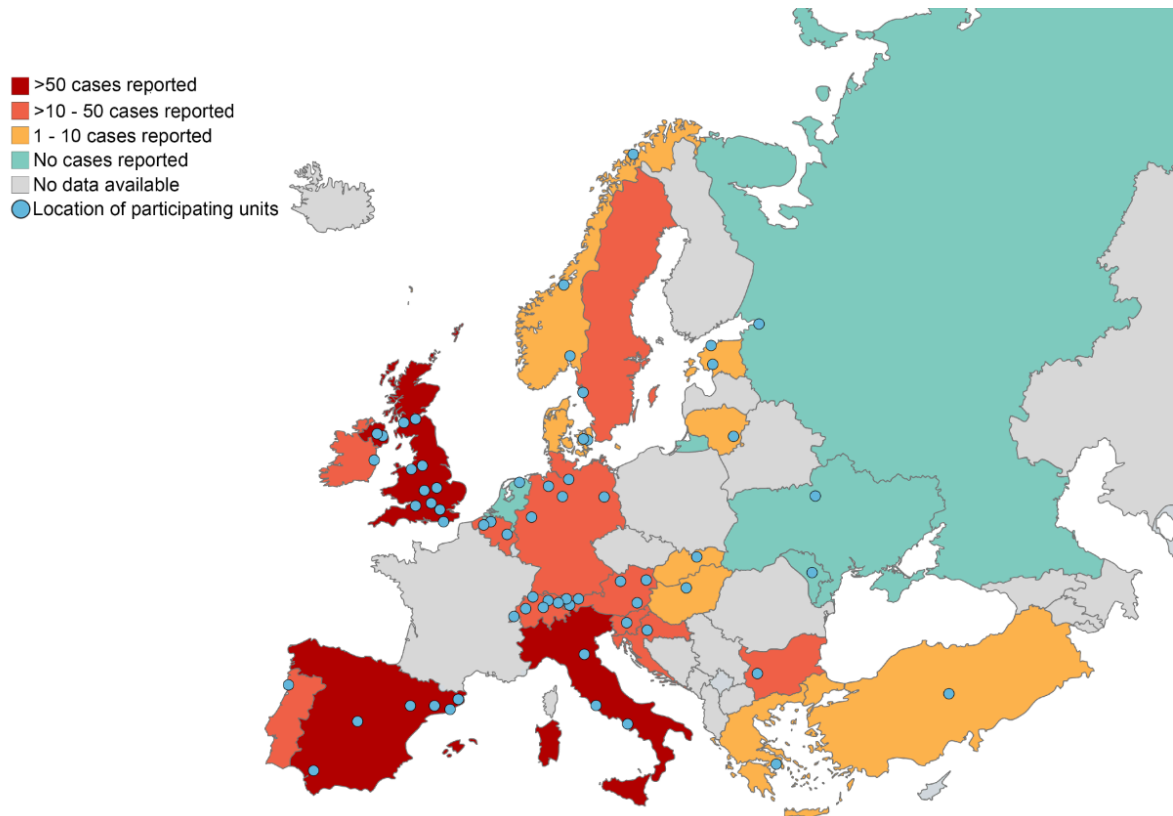 >50 cases reported
>10 - 50 cases reported
1 - 10 cases reported
No cases reported
No data available
Location of participating units